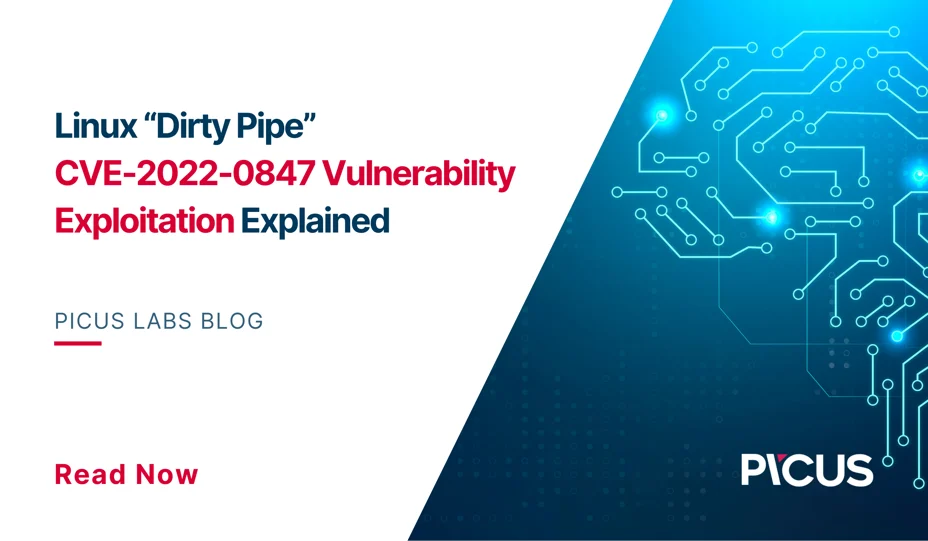 Linux “Dirty Pipe”
CVE-2022-0847 Vulnerability
Exploitation Explained
PICUS LABS BLOG
Read Now
PICUS